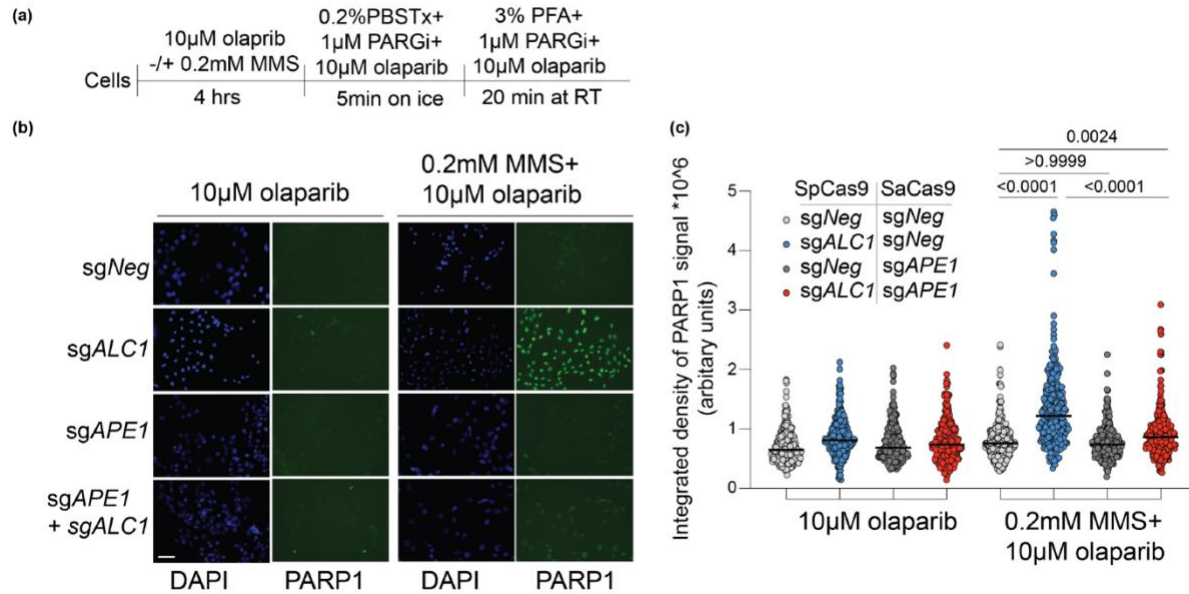 (a)
10µM olaprib
-/+ 0.2mM MMS
0.2%PBSTx+
1µM PARGi+
10µM olaparib
3% PFA+
1µM PARGi+
10µM olaparib
Cells
4 hrs
5min on ice
20 min at RT
(b)
10µM olaparib
0.2mM MMS+
10µM olaparib
sgNeg
sgALC1
sgAPE1
sgAPE1
+ sgALC1
DAPI
PARP1
DAPI
PARP1
(c)
0.0024
>0.9999
<0.0001
<0.0001
SpCas9 SaCas9
sgNeg sgNeg
sgALC1 sgNeg
sgNeg sgAPE1
sgALC1 sgAPE1
Integrated density of PARP1 signal *10^6
(arbitary units)
5
4
3
2
1
0
10µM olaparib
0.2mM MMS+
10µM olaparib